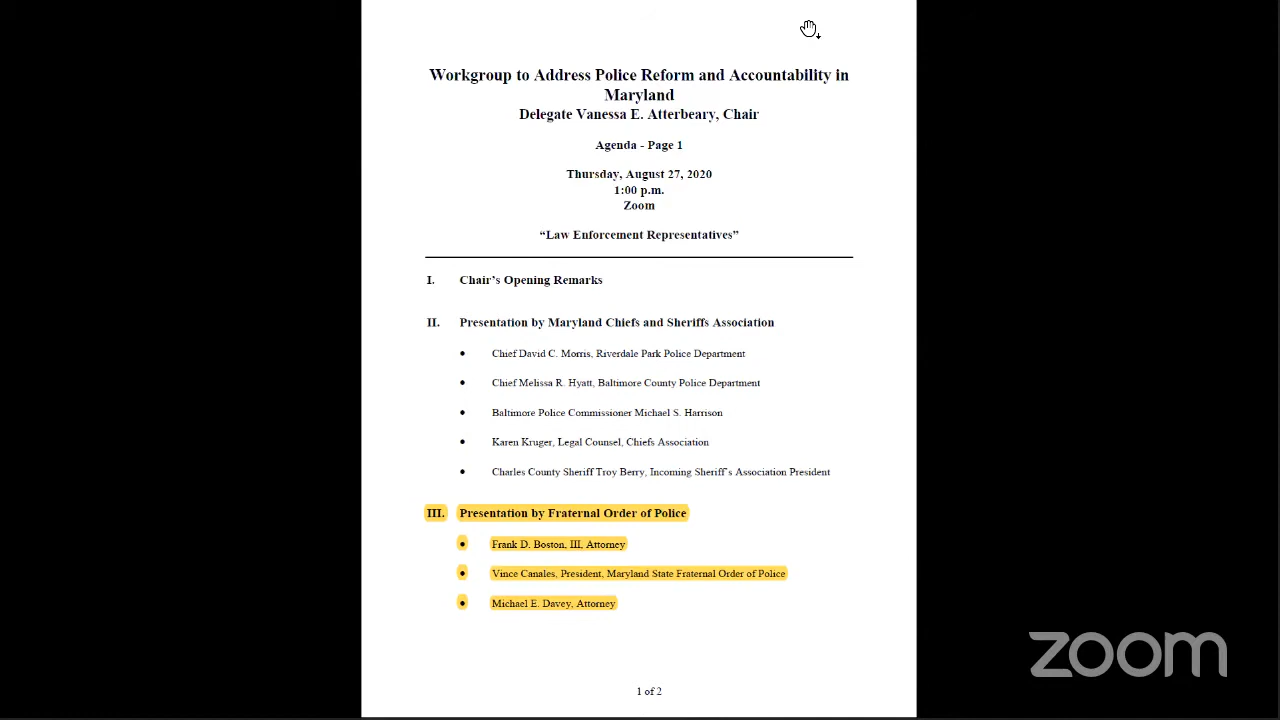 Workgroup to Address Police Reform and Accountability in
Maryland
Delegate Vanessa E. Atterbeary, Chair
Agenda - Page 1
Thursday, August 27, 2020
1:00 p.m.
Zoom
“Law Enforcement Representatives”
I. Chair’s Opening Remarks
II. Presentation by Maryland Chiefs and Sheriffs Association
• Chief David C. Morris, Riverdale Park Police Department
• Chief Melissa R. Hyatt, Baltimore County Police Department
• Baltimore Police Commissioner Michael S. Harrison
• Karen Kruger, Legal Counsel, Chiefs Association
• Charles County Sheriff Troy Berry, Incoming Sheriff’s Association President
III. Presentation by Fraternal Order of Police
• Frank D. Boston, III, Attorney
• Vince Canales, President, Maryland State Fraternal Order of Police
• Michael E. Davey, Attorney
zoom
1 of 2